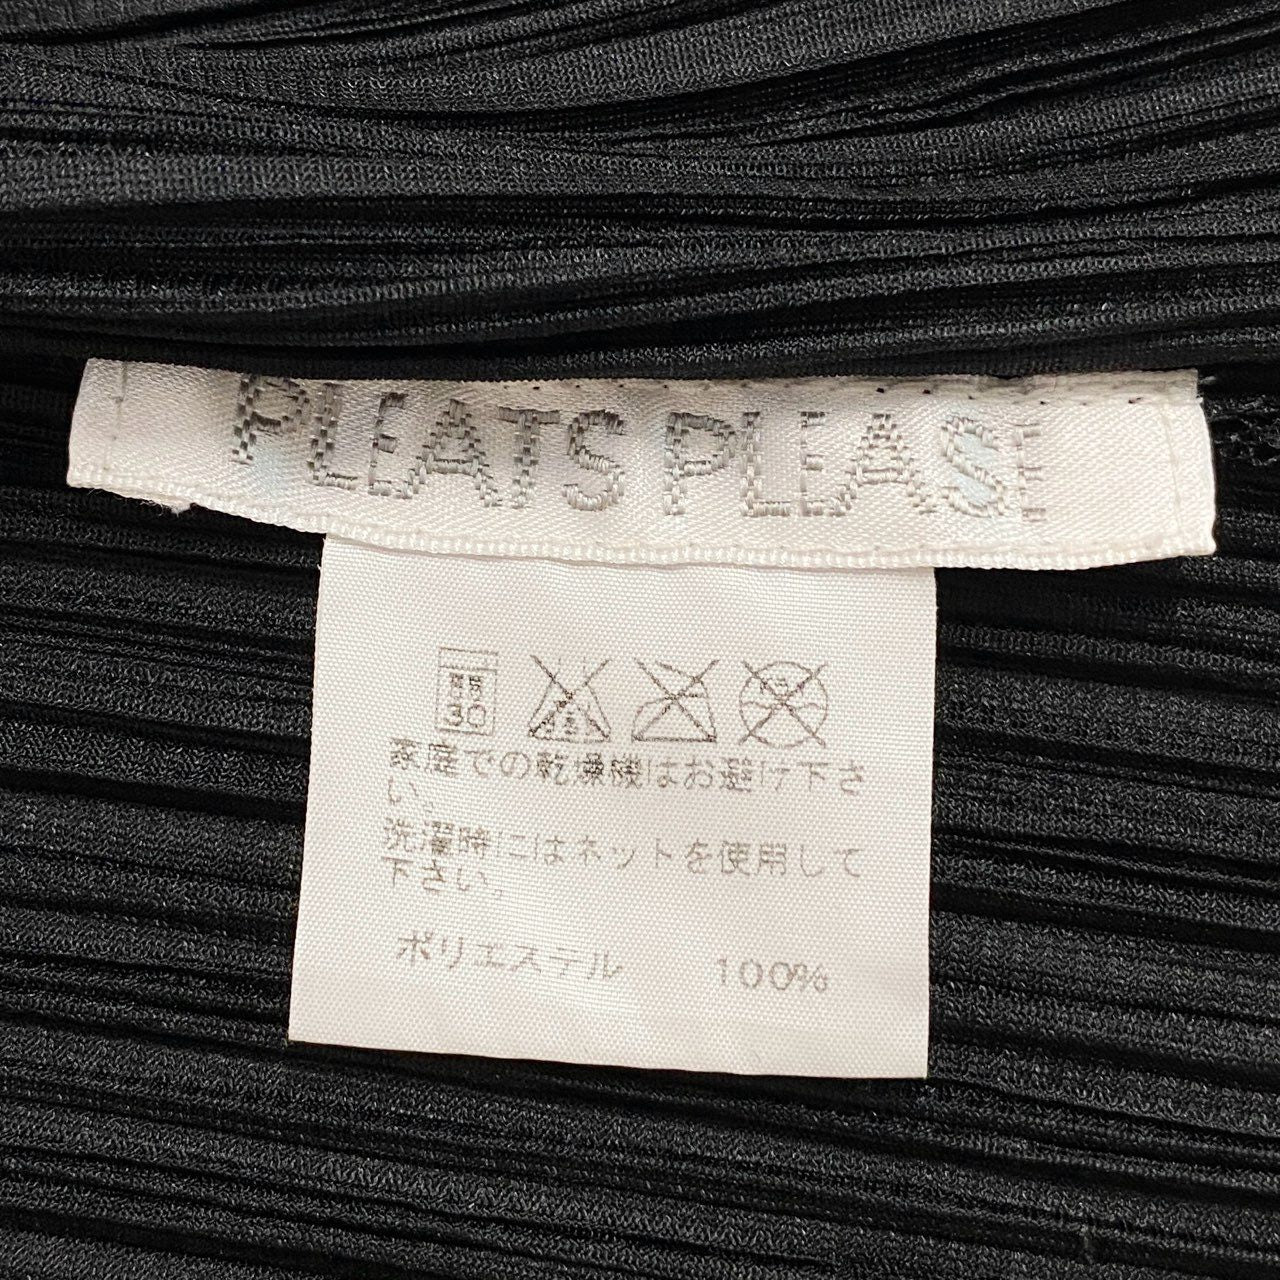 PLEATS PLEASE
30
家庭での乾燥機はお避け下さ
い。
洗濯時にはネットを使用して
下さい。
ポリエステル 100%